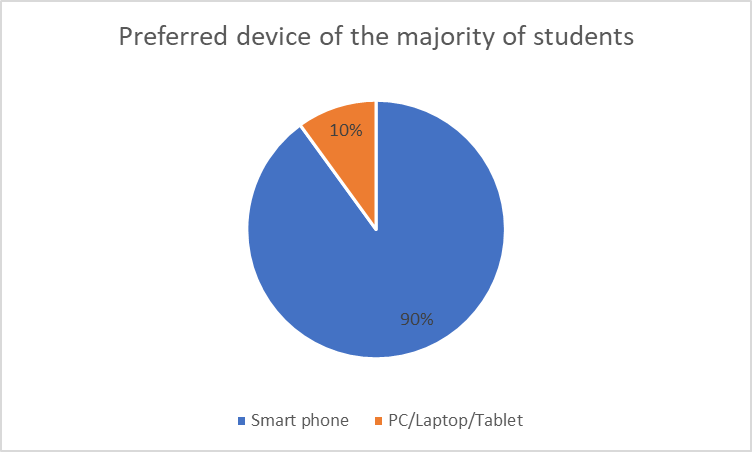 Preferred device of the majority of students
10%
90%
Smart phone PC/Laptop/Tablet